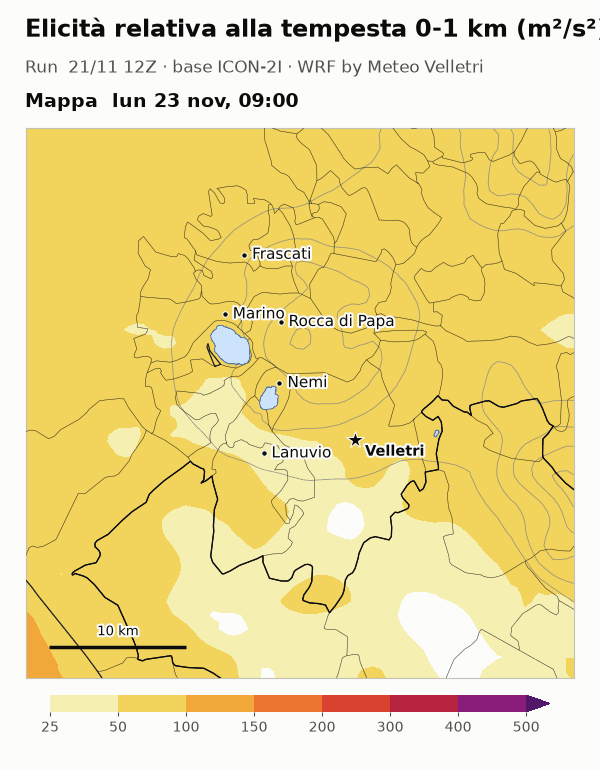 Elicità relativa alla tempesta 0-1 km (m²/s²)
Run 21/11 12Z · base ICON-2I · WRF by Meteo Velletri
Mappa lun 23 nov, 09:00
Frascati
Marino
Rocca di Papa
Nemi
Velletri
Lanuvio
10 km
25 50 100 150 200 300 400 500